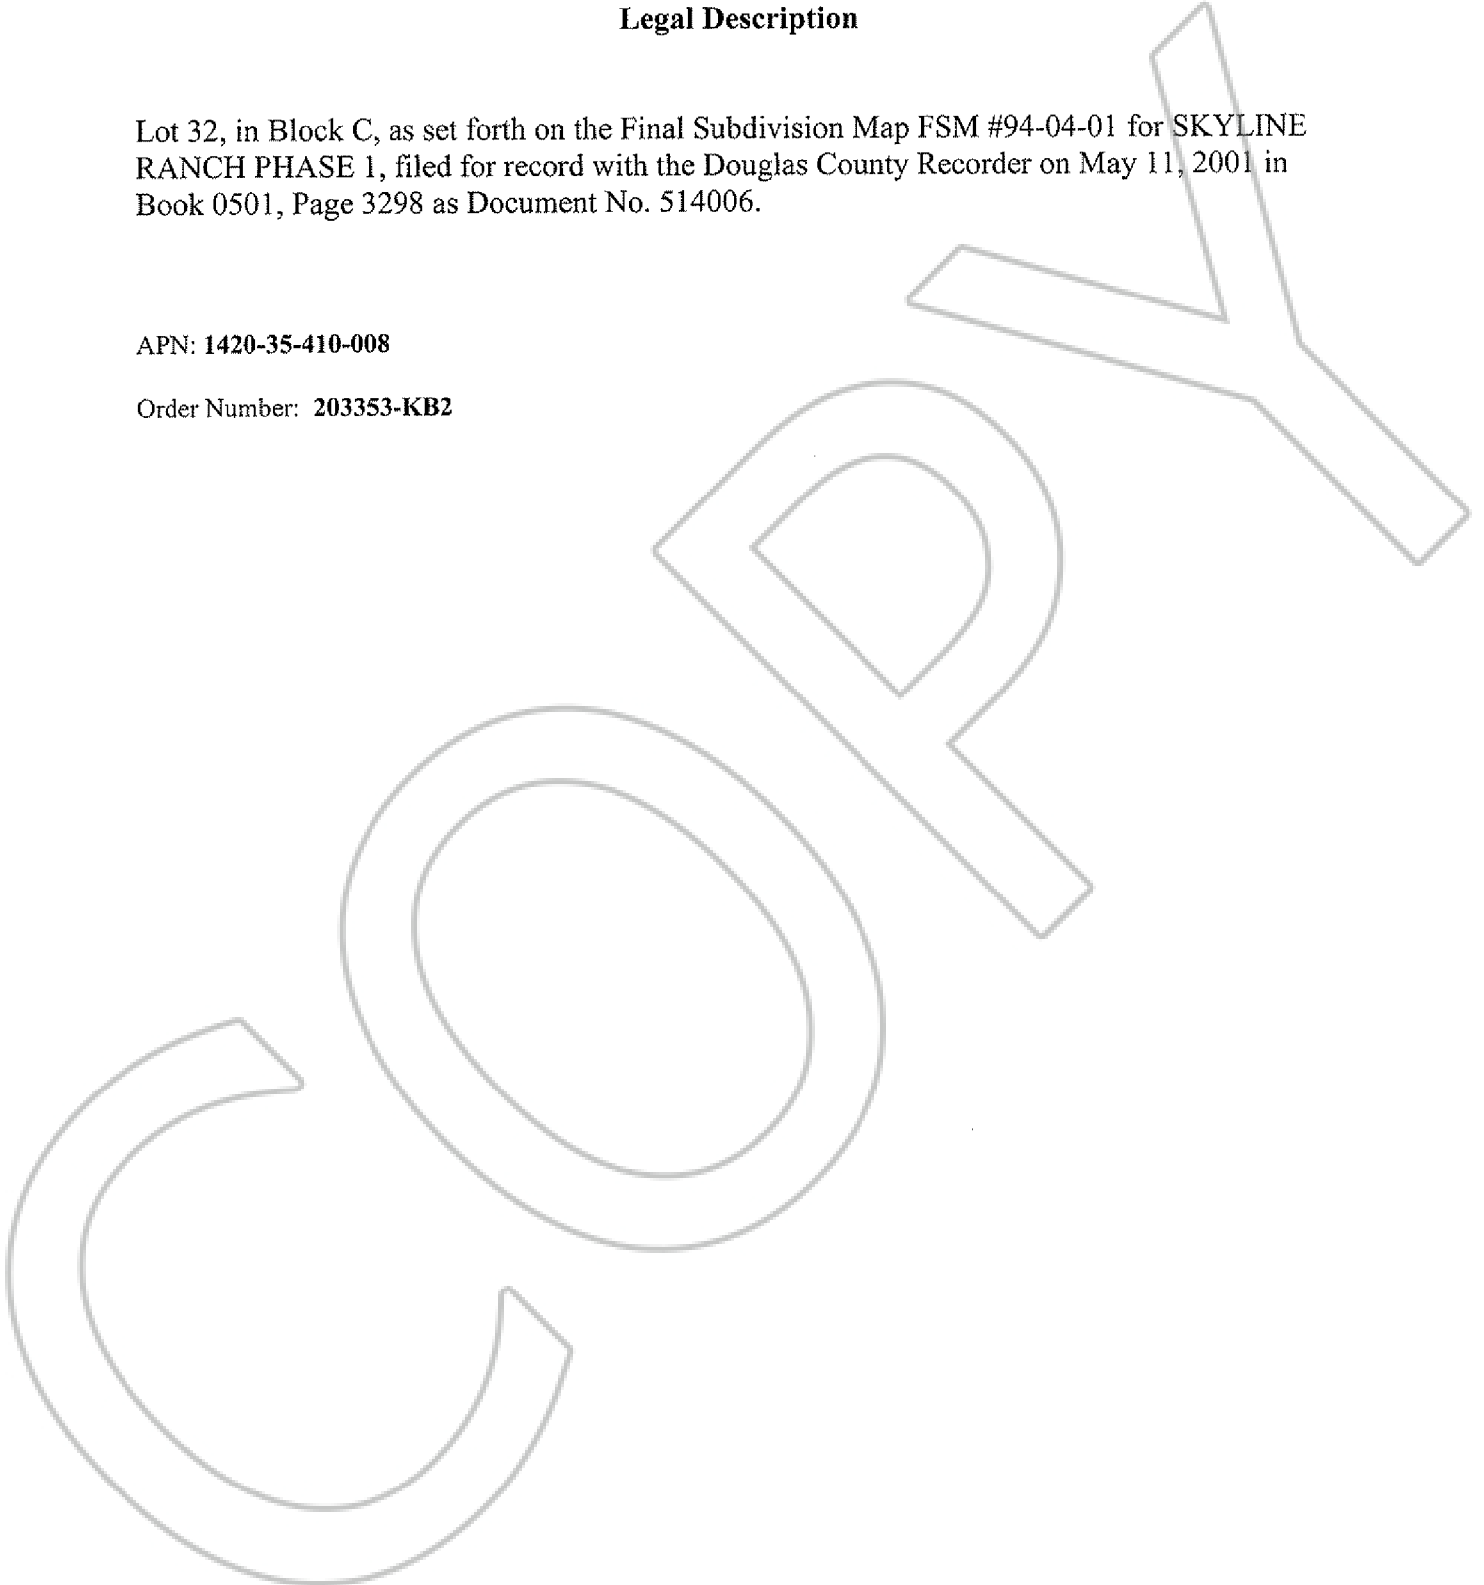 Legal Description
Lot 32, in Block C, as set forth on the Final Subdivision Map FSM #94-04-01 for SKYLINE
RANCH PHASE 1, filed for record with the Douglas County Recorder on May 11, 2001 in
Book 0501, Page 3298 as Document No. 514006.
APN: 1420-35-410-008
Order Number: 203353-KB2
COPY